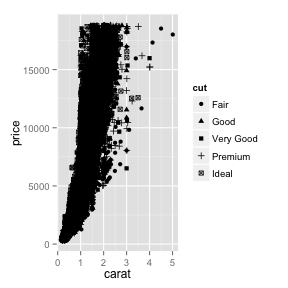 price
15000
10000
5000
0
0 1 2 3 4 5
carat
cut
Fair
Good
Very Good
Premium
Ideal